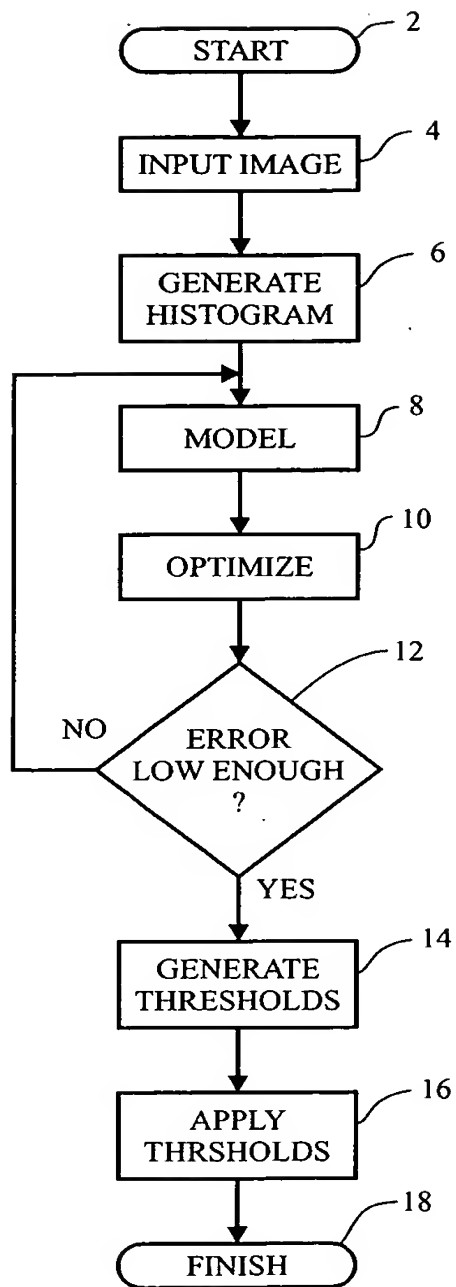 2
START
4
INPUT IMAGE
6
GENERATE
HISTOGRAM
8
MODEL
10
OPTIMIZE
12
NO
ERROR
LOW ENOUGH
?
YES
14
GENERATE
THRESHOLDS
16
APPLY
THRSHOLDS
18
FINISH